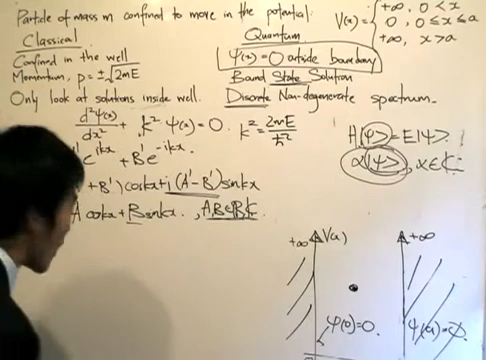 Particle of mass m confined to move in the potential: V(x) = { +∞, 0 < x
0, 0 ≤ x ≤ a
+∞, x > a
Classical
Quantum
Confined in the well
ψ(x) = 0 outside boundary
Momentum, p = ±√2mE
Bound State Solution
Only look at solutions inside well.
Discrete Non-degenerate spectrum.
d²ψ(x)/dx² + k² ψ(x) = 0. k² = 2mE/ħ²
H|ψ> = E|ψ>
e^ikx + B' e^-ikx
α|ψ>, α ∈ ℂ
+ B') coskx + i(A' - B') sinkx
A coskx + B sinkx. , A, B ∈ ℂ.
+∞ V(x) +∞
ψ(0) = 0. ψ(a) = 0.